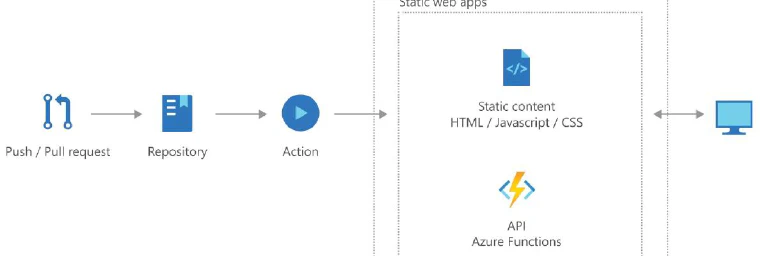 Static web apps
Static content
HTML / Javascript / CSS
Push / Pull request
Repository
Action
API
Azure Functions